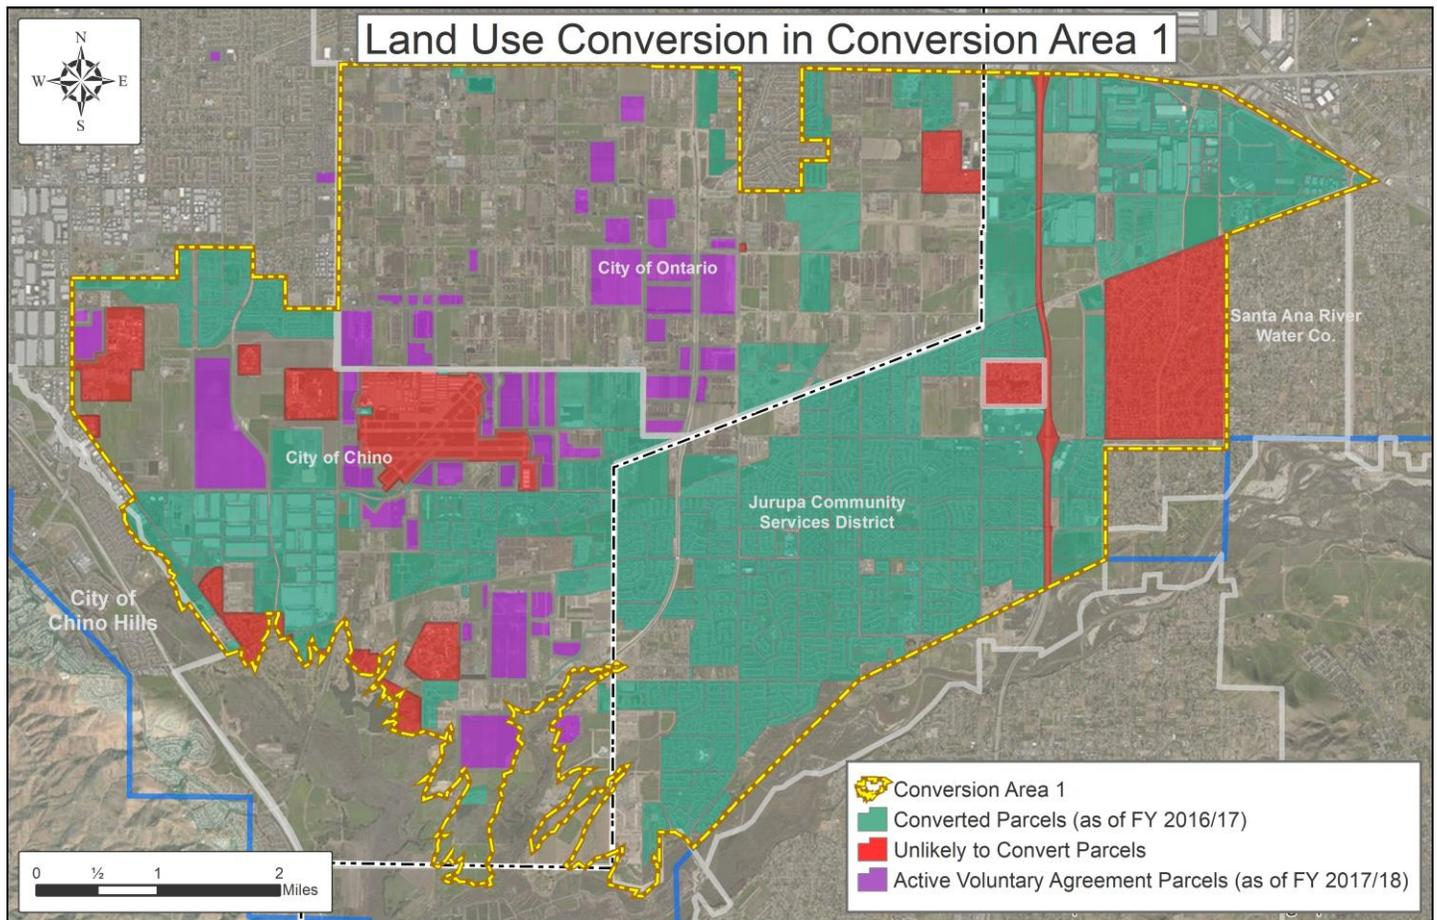 Land Use Conversion in Conversion Area 1
N
W E
S
City of Ontario
Santa Ana River
Water Co.
City of Chino
Jurupa Community
Services District
City of
Chino Hills
Conversion Area 1
Converted Parcels (as of FY 2016/17)
Unlikely to Convert Parcels
Active Voluntary Agreement Parcels (as of FY 2017/18)
0 ½ 1 2
Miles